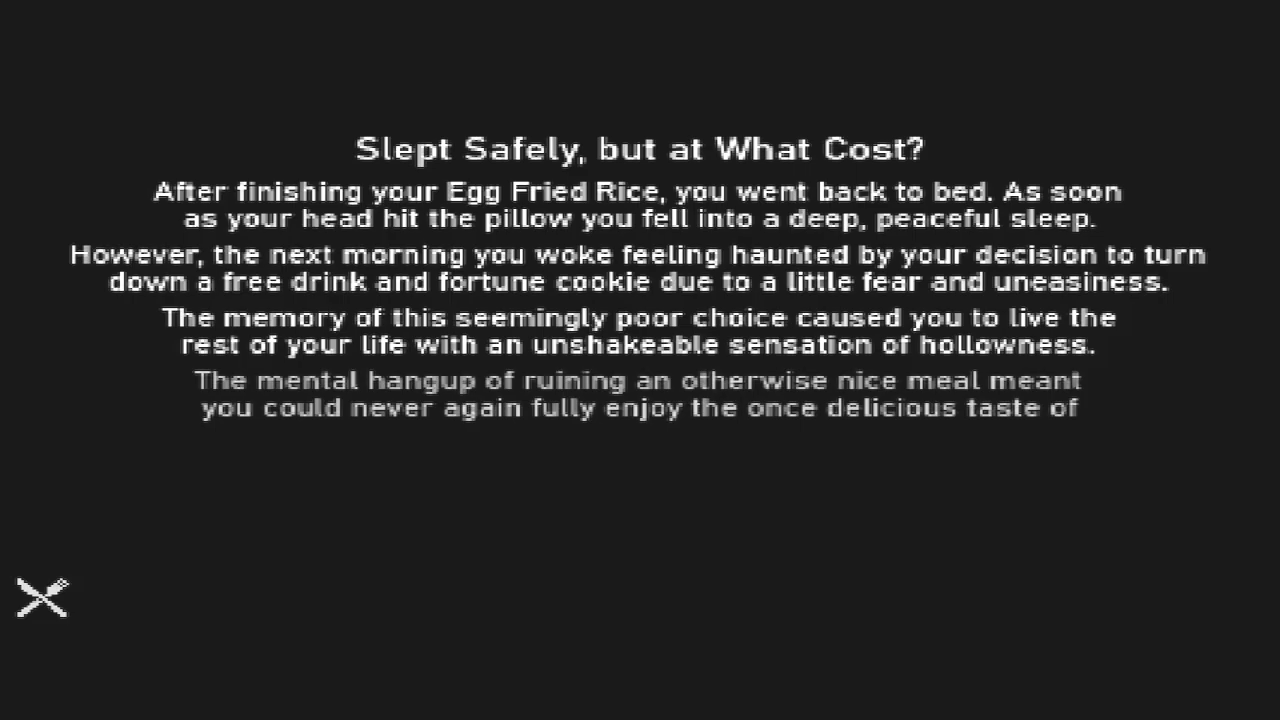 Slept Safely, but at What Cost?
After finishing your Egg Fried Rice, you went back to bed. As soon
as your head hit the pillow you fell into a deep, peaceful sleep.
However, the next morning you woke feeling haunted by your decision to turn
down a free drink and fortune cookie due to a little fear and uneasiness.
The memory of this seemingly poor choice caused you to live the
rest of your life with an unshakeable sensation of hollowness.
The mental hangup of ruining an otherwise nice meal meant
you could never again fully enjoy the once delicious taste of